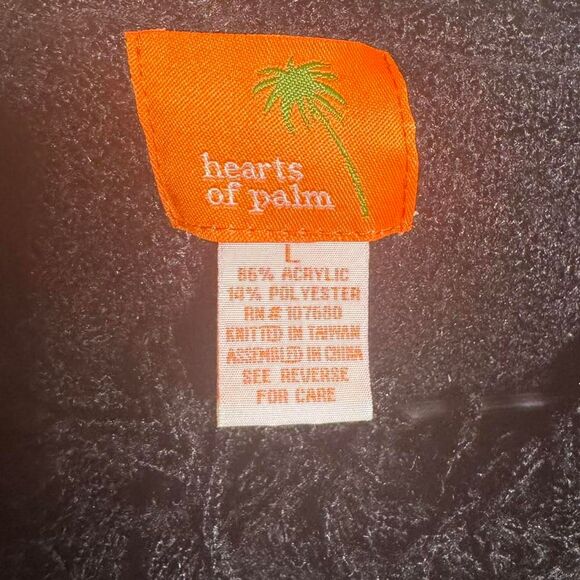 hearts
of palm
L
86% ACRYLIC
14% POLYESTER
RN# 107680
KNITTED IN TAIWAN
ASSEMBLED IN CHINA
SEE REVERSE
FOR CARE